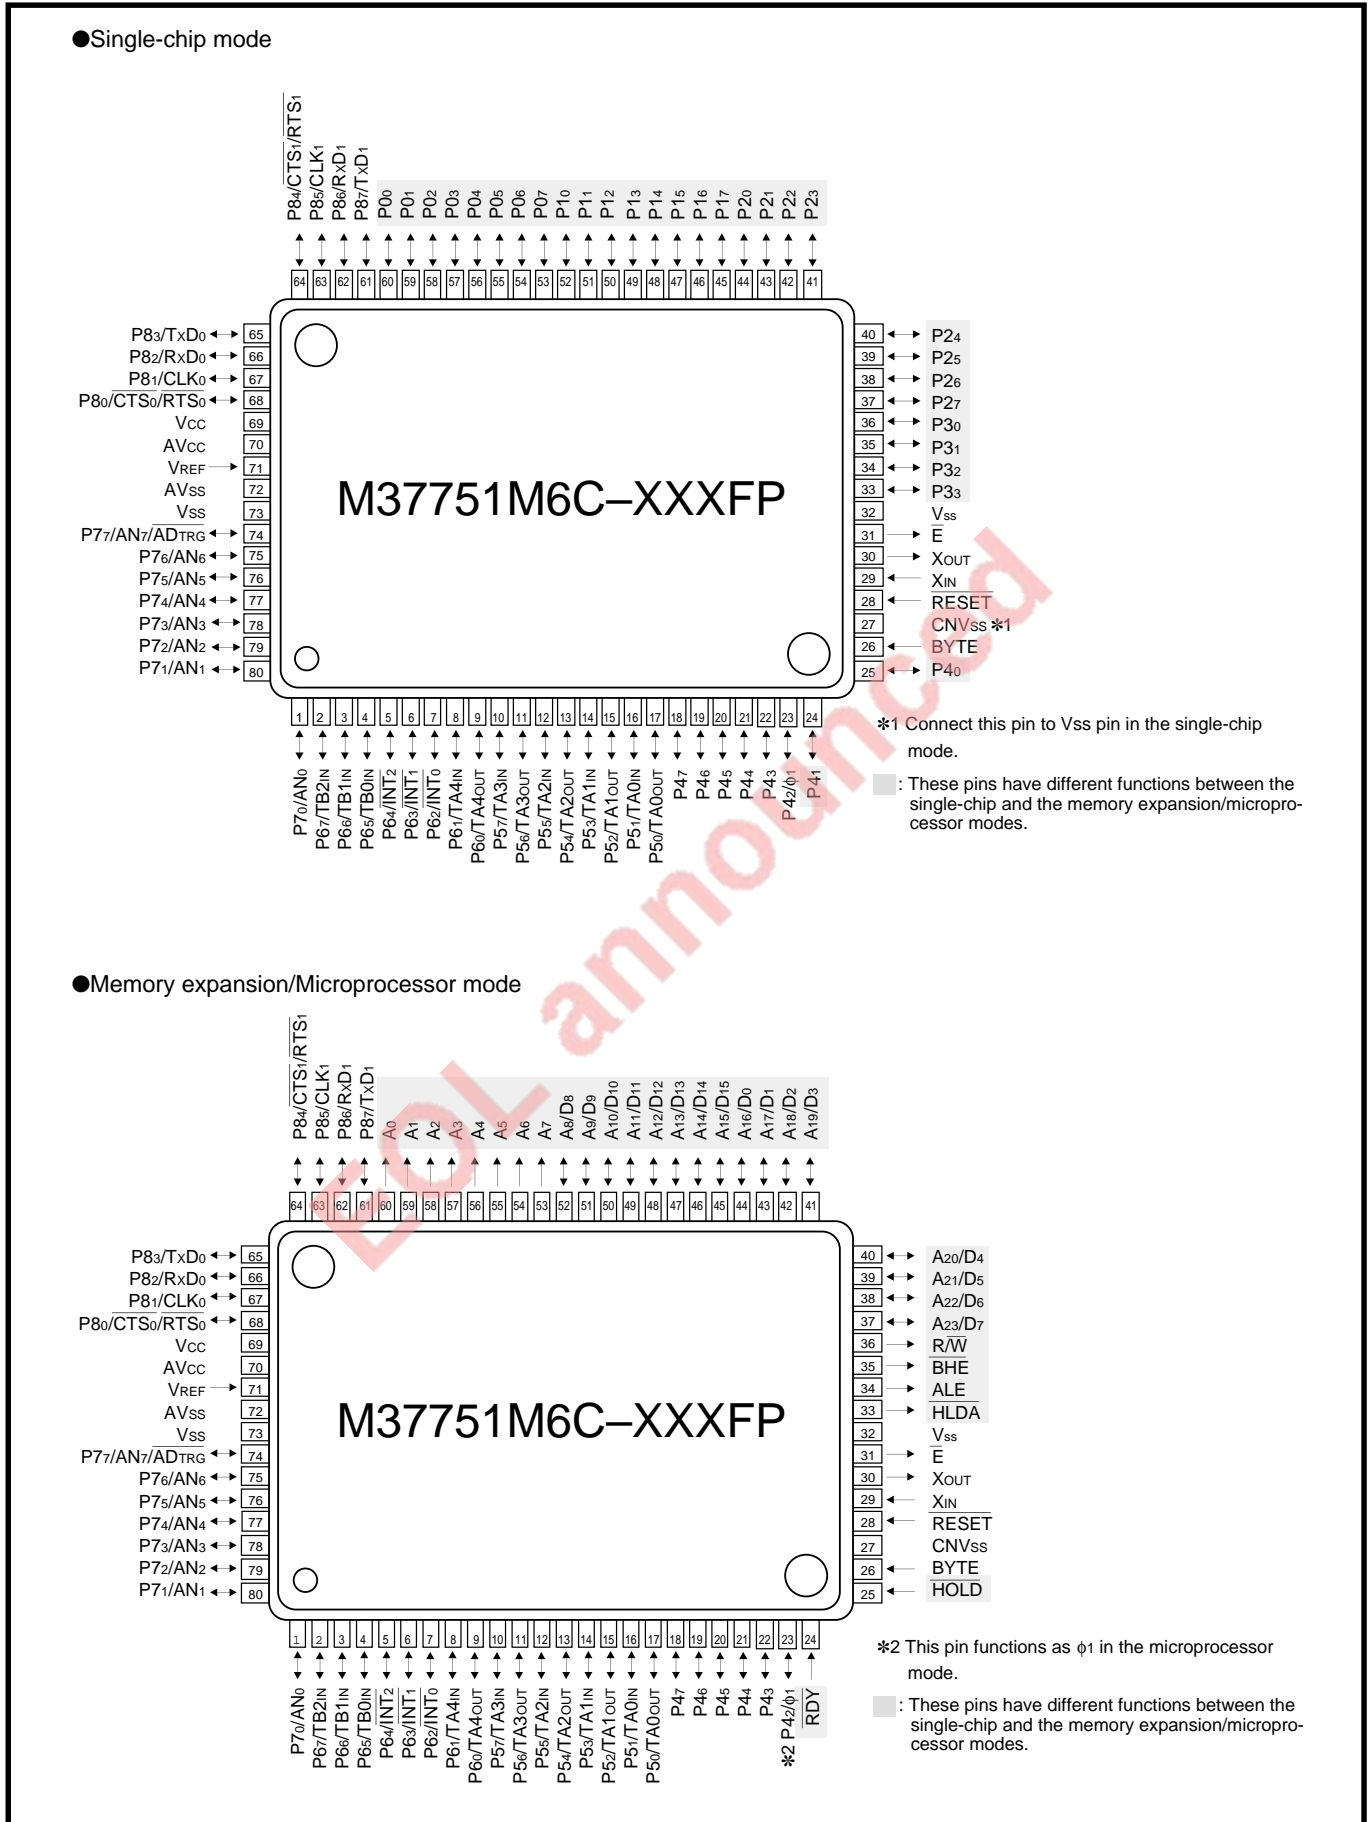 ●Single-chip mode
P84/CTS1/RTS1
P85/CLK1
P86/RxD1
P87/TxD1
P00
P01
P02
P03
P04
P05
P06
P07
P10
P11
P12
P13
P14
P15
P16
P17
P20
P21
P22
P23
64 63 62 61 60 59 58 57 56 55 54 53 52 51 50 49 48 47 46 45 44 43 42 41
P83/TxD0 65
P82/RxD0 66
P81/CLK0 67
P80/CTS0/RTS0 68
Vcc 69
AVcc 70
VREF 71
AVss 72
Vss 73
P77/AN7/ADTRG 74
P76/AN6 75
P75/AN5 76
P74/AN4 77
P73/AN3 78
P72/AN2 79
P71/AN1 80
M37751M6C–XXXFP
40 P24
39 P25
38 P26
37 P27
36 P30
35 P31
34 P32
33 P33
32 Vss
31 E
30 XOUT
29 XIN
28 RESET
27 CNVss ✽1
26 BYTE
25 P40
1 2 3 4 5 6 7 8 9 10 11 12 13 14 15 16 17 18 19 20 21 22 23 24
P70/AN0
P67/TB2IN
P66/TB1IN
P65/TB0IN
P64/INT2
P63/INT1
P62/INT0
P61/TA4IN
P60/TA4OUT
P57/TA3IN
P56/TA3OUT
P55/TA2IN
P54/TA2OUT
P53/TA1IN
P52/TA1OUT
P51/TA0IN
P50/TA0OUT
P47
P46
P45
P44
P43
P42/ϕ1
P41
✽1 Connect this pin to Vss pin in the single-chip
mode.
: These pins have different functions between the
single-chip and the memory expansion/micropro-
cessor modes.
●Memory expansion/Microprocessor mode
P84/CTS1/RTS1
P85/CLK1
P86/RxD1
P87/TxD1
A0
A1
A2
A3
A4
A5
A6
A7
A8/D8
A9/D9
A10/D10
A11/D11
A12/D12
A13/D13
A14/D14
A15/D15
A16/D0
A17/D1
A18/D2
A19/D3
64 63 62 61 60 59 58 57 56 55 54 53 52 51 50 49 48 47 46 45 44 43 42 41
P83/TxD0 65
P82/RxD0 66
P81/CLK0 67
P80/CTS0/RTS0 68
Vcc 69
AVcc 70
VREF 71
AVss 72
Vss 73
P77/AN7/ADTRG 74
P76/AN6 75
P75/AN5 76
P74/AN4 77
P73/AN3 78
P72/AN2 79
P71/AN1 80
M37751M6C–XXXFP
40 A20/D4
39 A21/D5
38 A22/D6
37 A23/D7
36 R/W
35 BHE
34 ALE
33 HLDA
32 Vss
31 E
30 XOUT
29 XIN
28 RESET
27 CNVss
26 BYTE
25 HOLD
1 2 3 4 5 6 7 8 9 10 11 12 13 14 15 16 17 18 19 20 21 22 23 24
P70/AN0
P67/TB2IN
P66/TB1IN
P65/TB0IN
P64/INT2
P63/INT1
P62/INT0
P61/TA4IN
P60/TA4OUT
P57/TA3IN
P56/TA3OUT
P55/TA2IN
P54/TA2OUT
P53/TA1IN
P52/TA1OUT
P51/TA0IN
P50/TA0OUT
P47
P46
P45
P44
P43
✽2 P42/ϕ1
RDY
✽2 This pin functions as ϕ1 in the microprocessor
mode.
: These pins have different functions between the
single-chip and the memory expansion/micropro-
cessor modes.
EOL announced